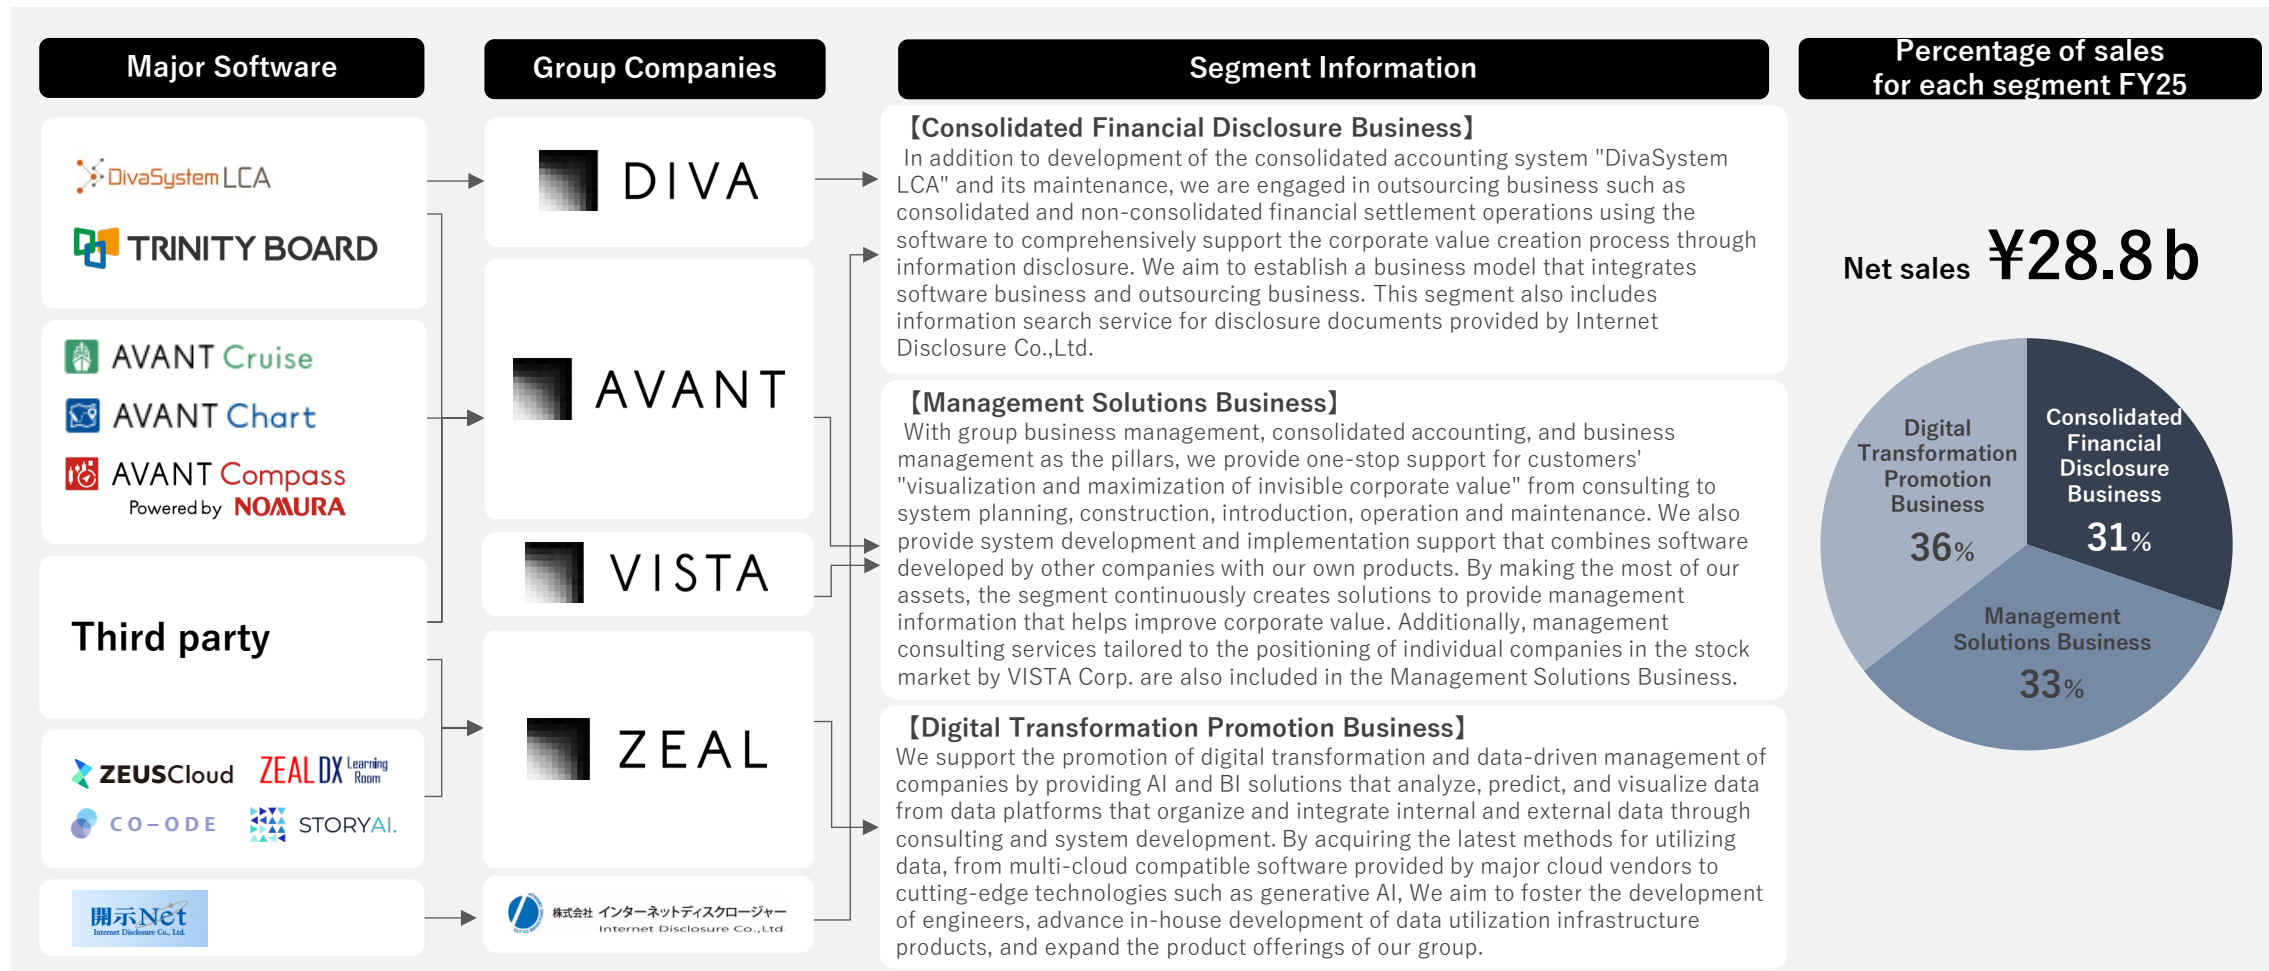 Major Software
DivaSystem LCA
TRINITY BOARD
AVANT Cruise
AVANT Chart
AVANT Compass
Powered by NOMURA
Third party
ZEUSCloud
ZEAL DX Learning Room
CO-ODE
STORYAI.
開示Net
Internet Disclosure Co., Ltd.
Group Companies
DIVA
AVANT
VISTA
ZEAL
株式会社 インターネットディスクロージャー
Internet Disclosure Co.,Ltd.
Segment Information
【Consolidated Financial Disclosure Business】
In addition to development of the consolidated accounting system "DivaSystem
LCA" and its maintenance, we are engaged in outsourcing business such as
consolidated and non-consolidated financial settlement operations using the
software to comprehensively support the corporate value creation process through
information disclosure. We aim to establish a business model that integrates
software business and outsourcing business. This segment also includes
information search service for disclosure documents provided by Internet
Disclosure Co.,Ltd.
【Management Solutions Business】
With group business management, consolidated accounting, and business
management as the pillars, we provide one-stop support for customers'
"visualization and maximization of invisible corporate value" from consulting to
system planning, construction, introduction, operation and maintenance. We also
provide system development and implementation support that combines software
developed by other companies with our own products. By making the most of our
assets, the segment continuously creates solutions to provide management
information that helps improve corporate value. Additionally, management
consulting services tailored to the positioning of individual companies in the stock
market by VISTA Corp. are also included in the Management Solutions Business.
【Digital Transformation Promotion Business】
We support the promotion of digital transformation and data-driven management of
companies by providing AI and BI solutions that analyze, predict, and visualize data
from data platforms that organize and integrate internal and external data through
consulting and system development. By acquiring the latest methods for utilizing
data, from multi-cloud compatible software provided by major cloud vendors to
cutting-edge technologies such as generative AI, We aim to foster the development
of engineers, advance in-house development of data utilization infrastructure
products, and expand the product offerings of our group.
Percentage of sales
for each segment FY25
Net sales ¥28.8 b
Digital
Transformation
Promotion
Business
36%
Consolidated
Financial
Disclosure
Business
31%
Management
Solutions Business
33%